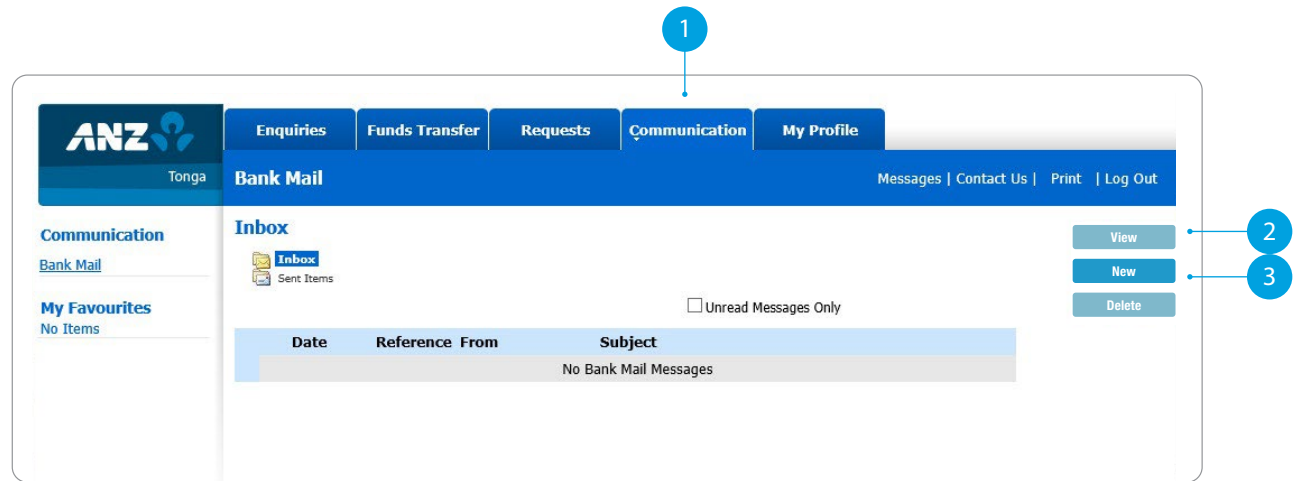 1
ANZ
Tonga
Enquiries Funds Transfer Requests Communication My Profile
Bank Mail
Messages | Contact Us | Print | Log Out
Communication
Bank Mail
My Favourites
No Items
Inbox
Inbox
Sent Items
Unread Messages Only
Date Reference From Subject
No Bank Mail Messages
View
2
New
3
Delete